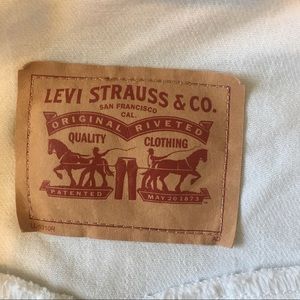 LEVI STRAUSS & CO.
SAN FRANCISCO
CAL.
ORIGINAL RIVETED
QUALITY CLOTHING
PATENTED MAY 20 1873